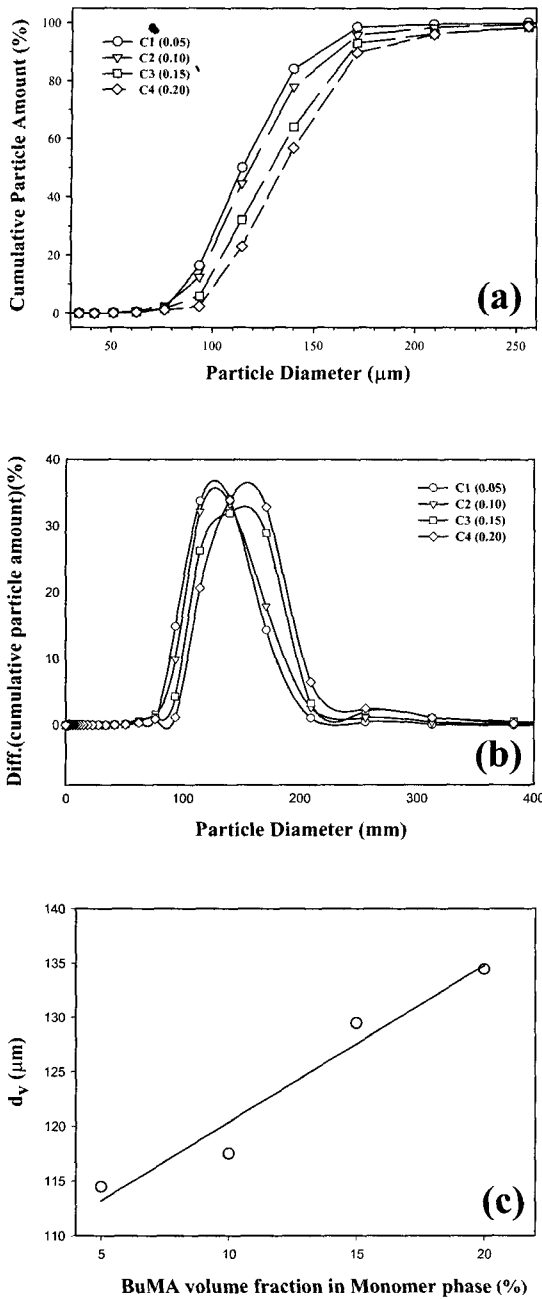 Cumulative Particle Amount (%)
100
80
60
40
20
0
C1 (0.05)
C2 (0.10)
C3 (0.15)
C4 (0.20)
(a)
50
100
150
200
250
Particle Diameter (μm)
Diff.(cumulative particle amount)(%)
40
30
20
10
0
C1 (0.05)
C2 (0.10)
C3 (0.15)
C4 (0.20)
(b)
0
100
200
300
400
Particle Diameter (mm)
dv (μm)
140
135
130
125
120
115
110
(c)
5
10
15
20
BuMA volume fraction in Monomer phase (%)